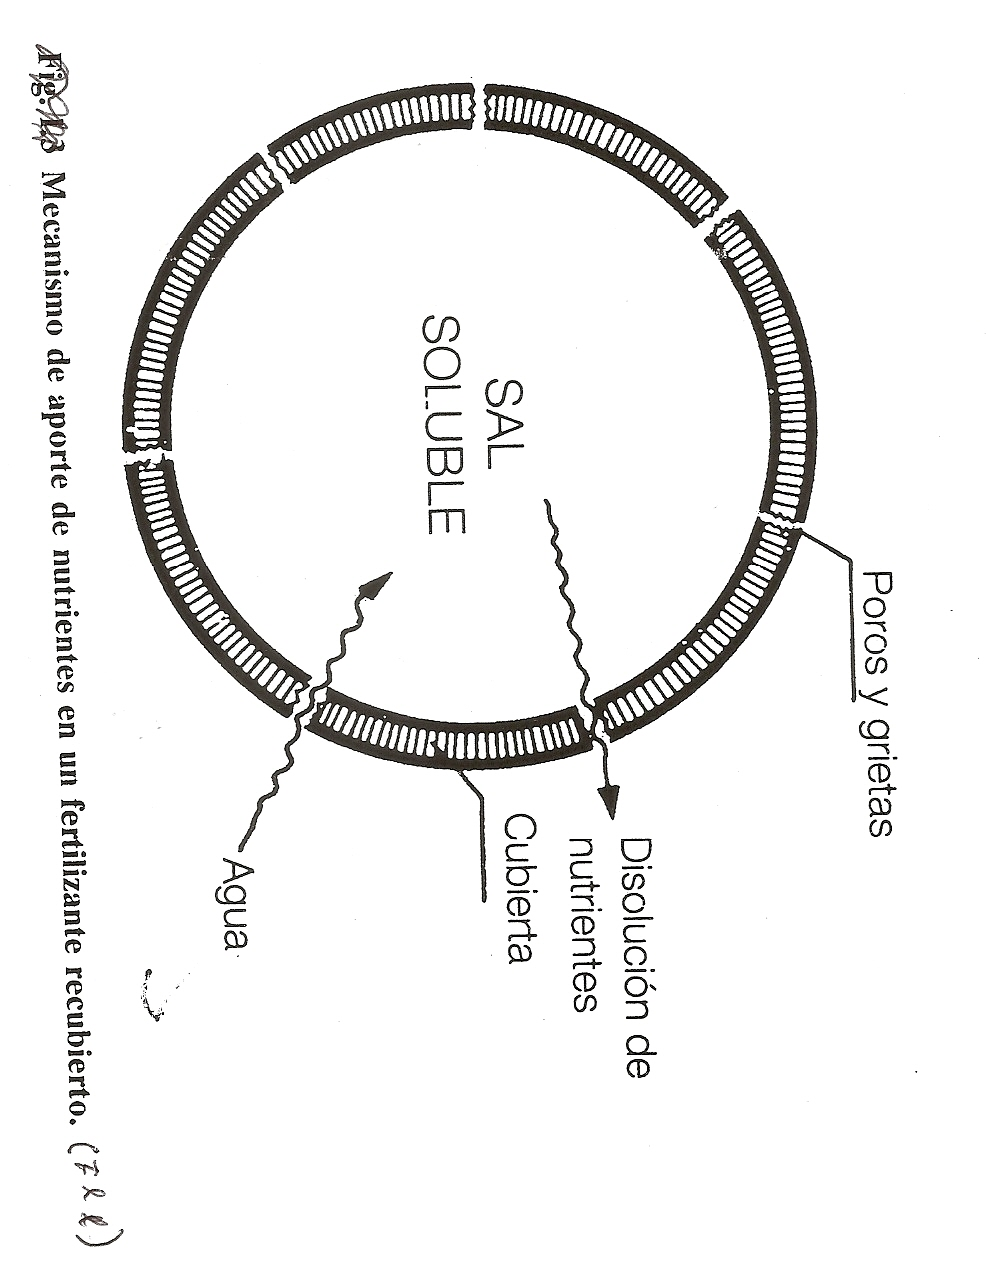 Poros y grietas
Disolución de
nutrientes
SAL
SOLUBLE
Cubierta
Agua
Mecanismo de aporte de nutrientes en un fertilizante recubierto.